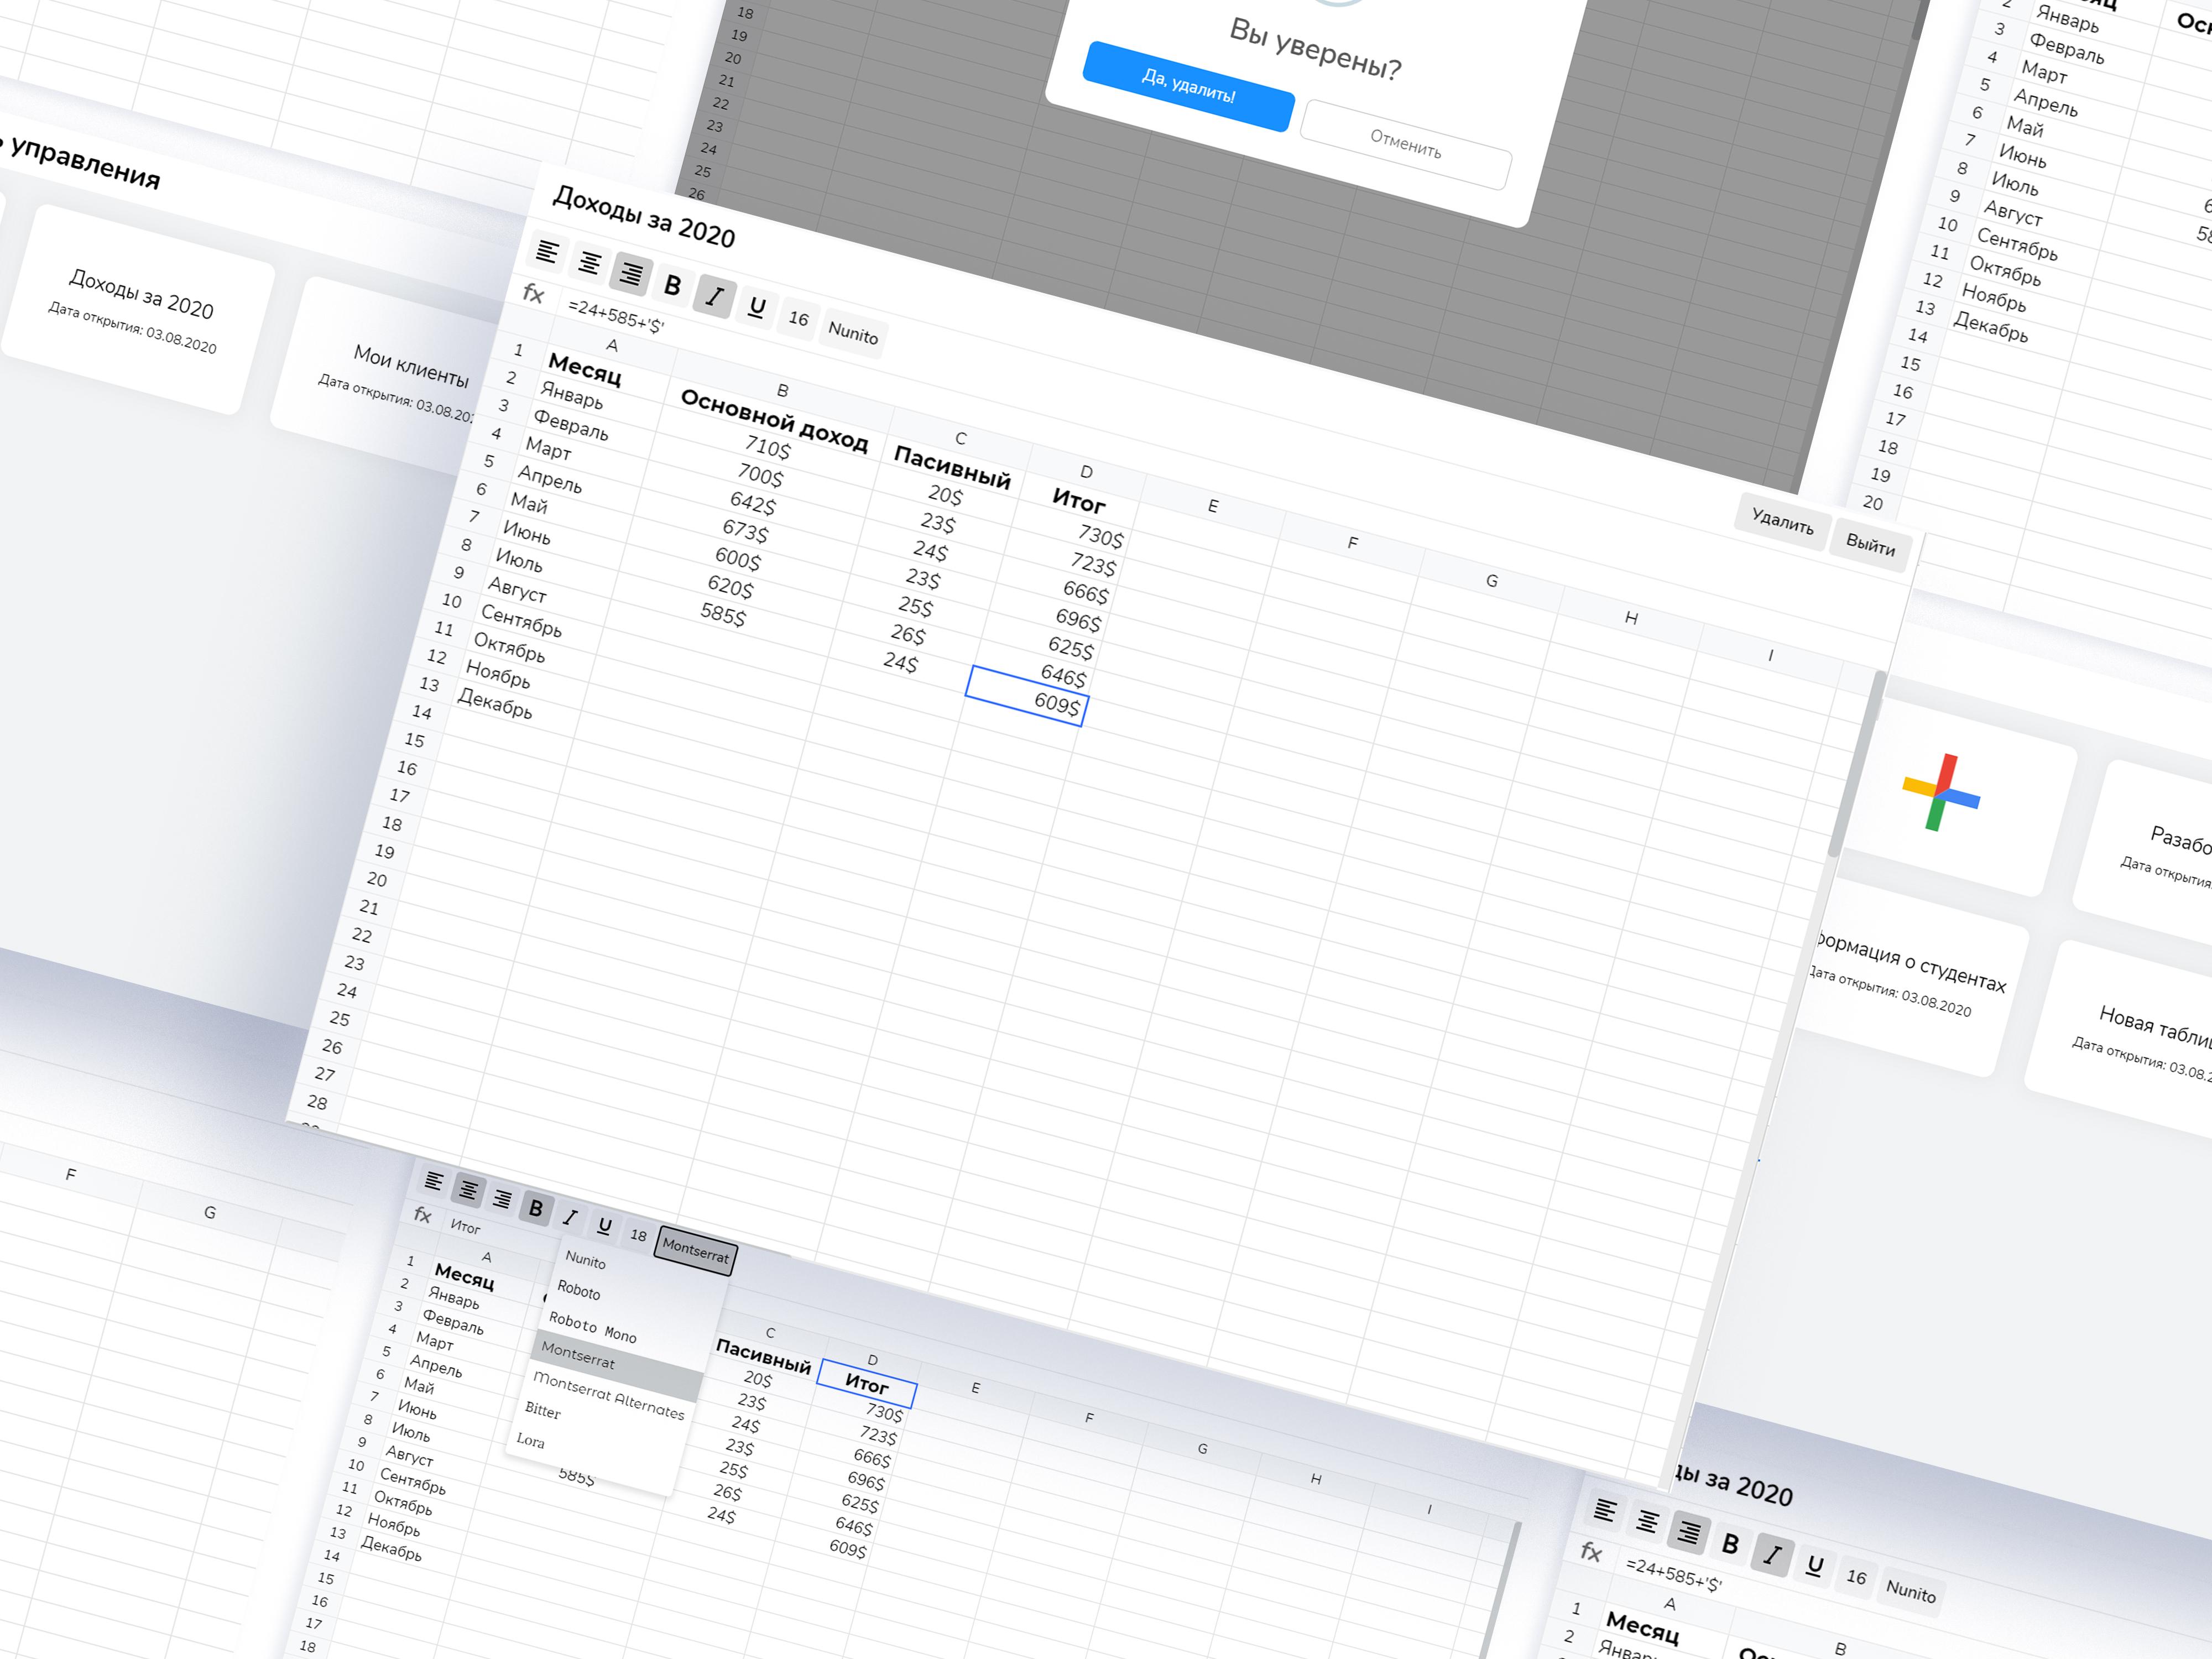 18
19
20
21
22
23
24
25
26
Вы уверены?
Да, удалить!
Отменить
2 Январь
3 Февраль
4 Март
5 Апрель
6 Май
7 Июнь
8 Июль
9 Август
10 Сентябрь
11 Октябрь
12 Ноябрь
13 Декабрь
14
15
16
17
18
19
20
управления
Доходы за 2020
Дата открытия: 03.08.2020
Мои клиенты
Дата открытия: 03.08.20
Доходы за 2020
Удалить Выйти
B I U 16 Nunito
fx =24+585+'$'
A B C D E F G H I
1 Месяц Основной доход Пасивный Итог
2 Январь 710$ 20$ 730$
3 Февраль 700$ 23$ 723$
4 Март 642$ 24$ 666$
5 Апрель 673$ 23$ 696$
6 Май 600$ 25$ 625$
7 Июнь 620$ 26$ 646$
8 Июль 585$ 24$ 609$
9 Август
10 Сентябрь
11 Октябрь
12 Ноябрь
13 Декабрь
14
15
16
17
18
19
20
21
22
23
24
25
26
27
28
Разабо
Дата открытия
формация о студентах
Дата открытия: 03.08.2020
Новая табли
Дата открытия: 03.08.2
F G
B I U 18 Montserrat
fx Итог
Nunito
Roboto
Roboto Mono
Montserrat
Montserrat Alternates
Bitter
Lora
A C D E F G H I
1 Месяц Пасивный Итог
2 Январь 20$ 730$
3 Февраль 23$ 723$
4 Март 24$ 666$
5 Апрель 23$ 696$
6 Май 25$ 625$
7 Июнь 26$ 646$
8 Июль 585$ 24$ 609$
9 Август
10 Сентябрь
11 Октябрь
12 Ноябрь
13 Декабрь
14
15
16
17
18
ды за 2020
B I U 16 Nunito
fx =24+585+'$'
A B
1 Месяц
2 Январь